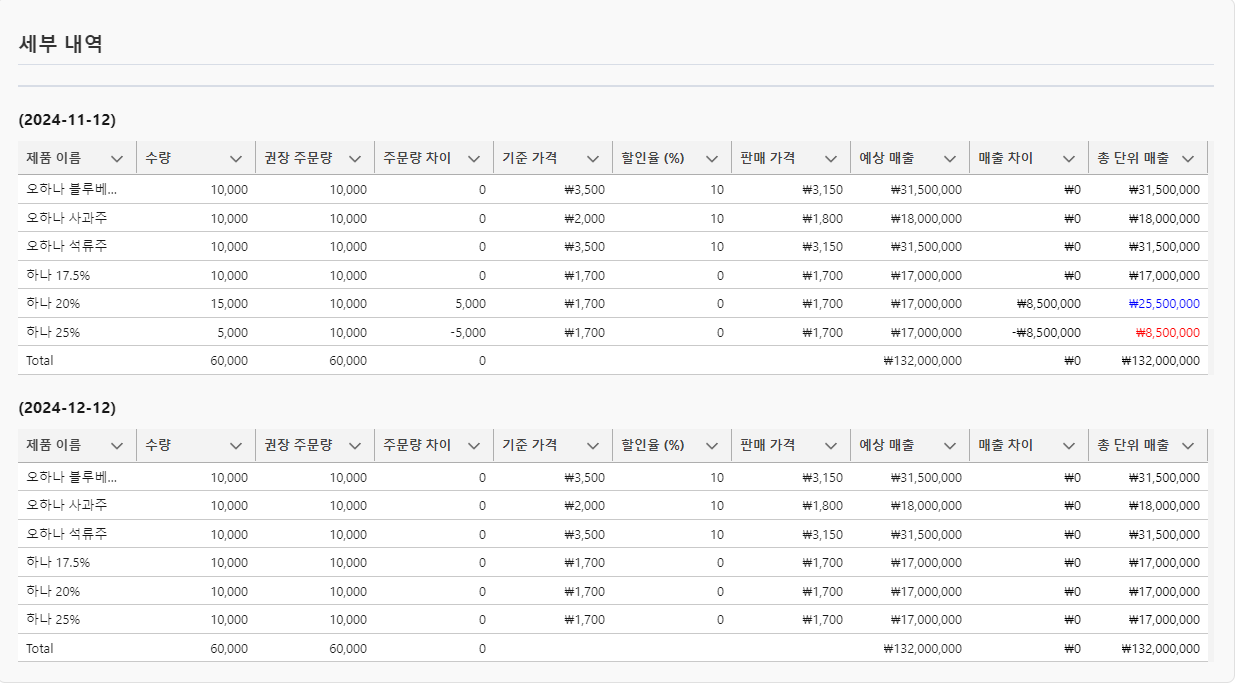 세부 내역
(2024-11-12)
제품 이름 수량 권장 주문량 주문량 차이 기준 가격 할인율 (%) 판매 가격 예상 매출 매출 차이 총 단위 매출
오하나 블루베... 10,000 10,000 0 ₩3,500 10 ₩3,150 ₩31,500,000 ₩0 ₩31,500,000
오하나 사과주 10,000 10,000 0 ₩2,000 10 ₩1,800 ₩18,000,000 ₩0 ₩18,000,000
오하나 석류주 10,000 10,000 0 ₩3,500 10 ₩3,150 ₩31,500,000 ₩0 ₩31,500,000
하나 17.5% 10,000 10,000 0 ₩1,700 0 ₩1,700 ₩17,000,000 ₩0 ₩17,000,000
하나 20% 15,000 10,000 5,000 ₩1,700 0 ₩1,700 ₩17,000,000 ₩8,500,000 ₩25,500,000
하나 25% 5,000 10,000 -5,000 ₩1,700 0 ₩1,700 ₩17,000,000 -₩8,500,000 ₩8,500,000
Total 60,000 60,000 0 ₩132,000,000 ₩0 ₩132,000,000
(2024-12-12)
제품 이름 수량 권장 주문량 주문량 차이 기준 가격 할인율 (%) 판매 가격 예상 매출 매출 차이 총 단위 매출
오하나 블루베... 10,000 10,000 0 ₩3,500 10 ₩3,150 ₩31,500,000 ₩0 ₩31,500,000
오하나 사과주 10,000 10,000 0 ₩2,000 10 ₩1,800 ₩18,000,000 ₩0 ₩18,000,000
오하나 석류주 10,000 10,000 0 ₩3,500 10 ₩3,150 ₩31,500,000 ₩0 ₩31,500,000
하나 17.5% 10,000 10,000 0 ₩1,700 0 ₩1,700 ₩17,000,000 ₩0 ₩17,000,000
하나 20% 10,000 10,000 0 ₩1,700 0 ₩1,700 ₩17,000,000 ₩0 ₩17,000,000
하나 25% 10,000 10,000 0 ₩1,700 0 ₩1,700 ₩17,000,000 ₩0 ₩17,000,000
Total 60,000 60,000 0 ₩132,000,000 ₩0 ₩132,000,000